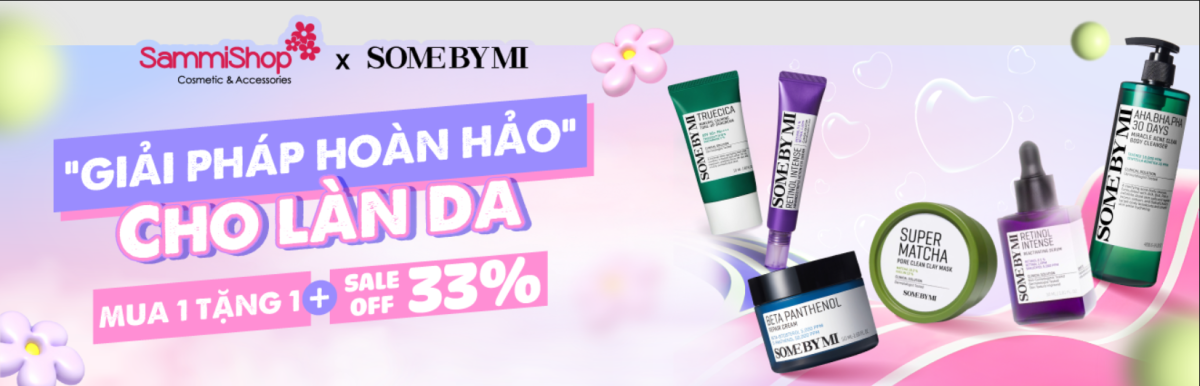 SammiShop
Cosmetic & Accessories
x
SOME BY MI
"GIẢI PHÁP HOÀN HẢO"
CHO LÀN DA
MUA 1 TẶNG 1
+
SALE
OFF
33%
TRUECICA
SOME BY MI
SOME BY MI
RETINOL INTENSE
BETA PANTHENOL
REPAIR CREAM
SOME BY MI
SUPER
MATCHA
PORE CLEAN CLAY MASK
SOME BY MI
RETINOL
INTENSE
REACTIVATING SERUM
SOME BY MI
AHA.BHA.PHA
30 DAYS
MIRACLE ACNE CLEAR
BODY CLEANSER
SOME BY MI